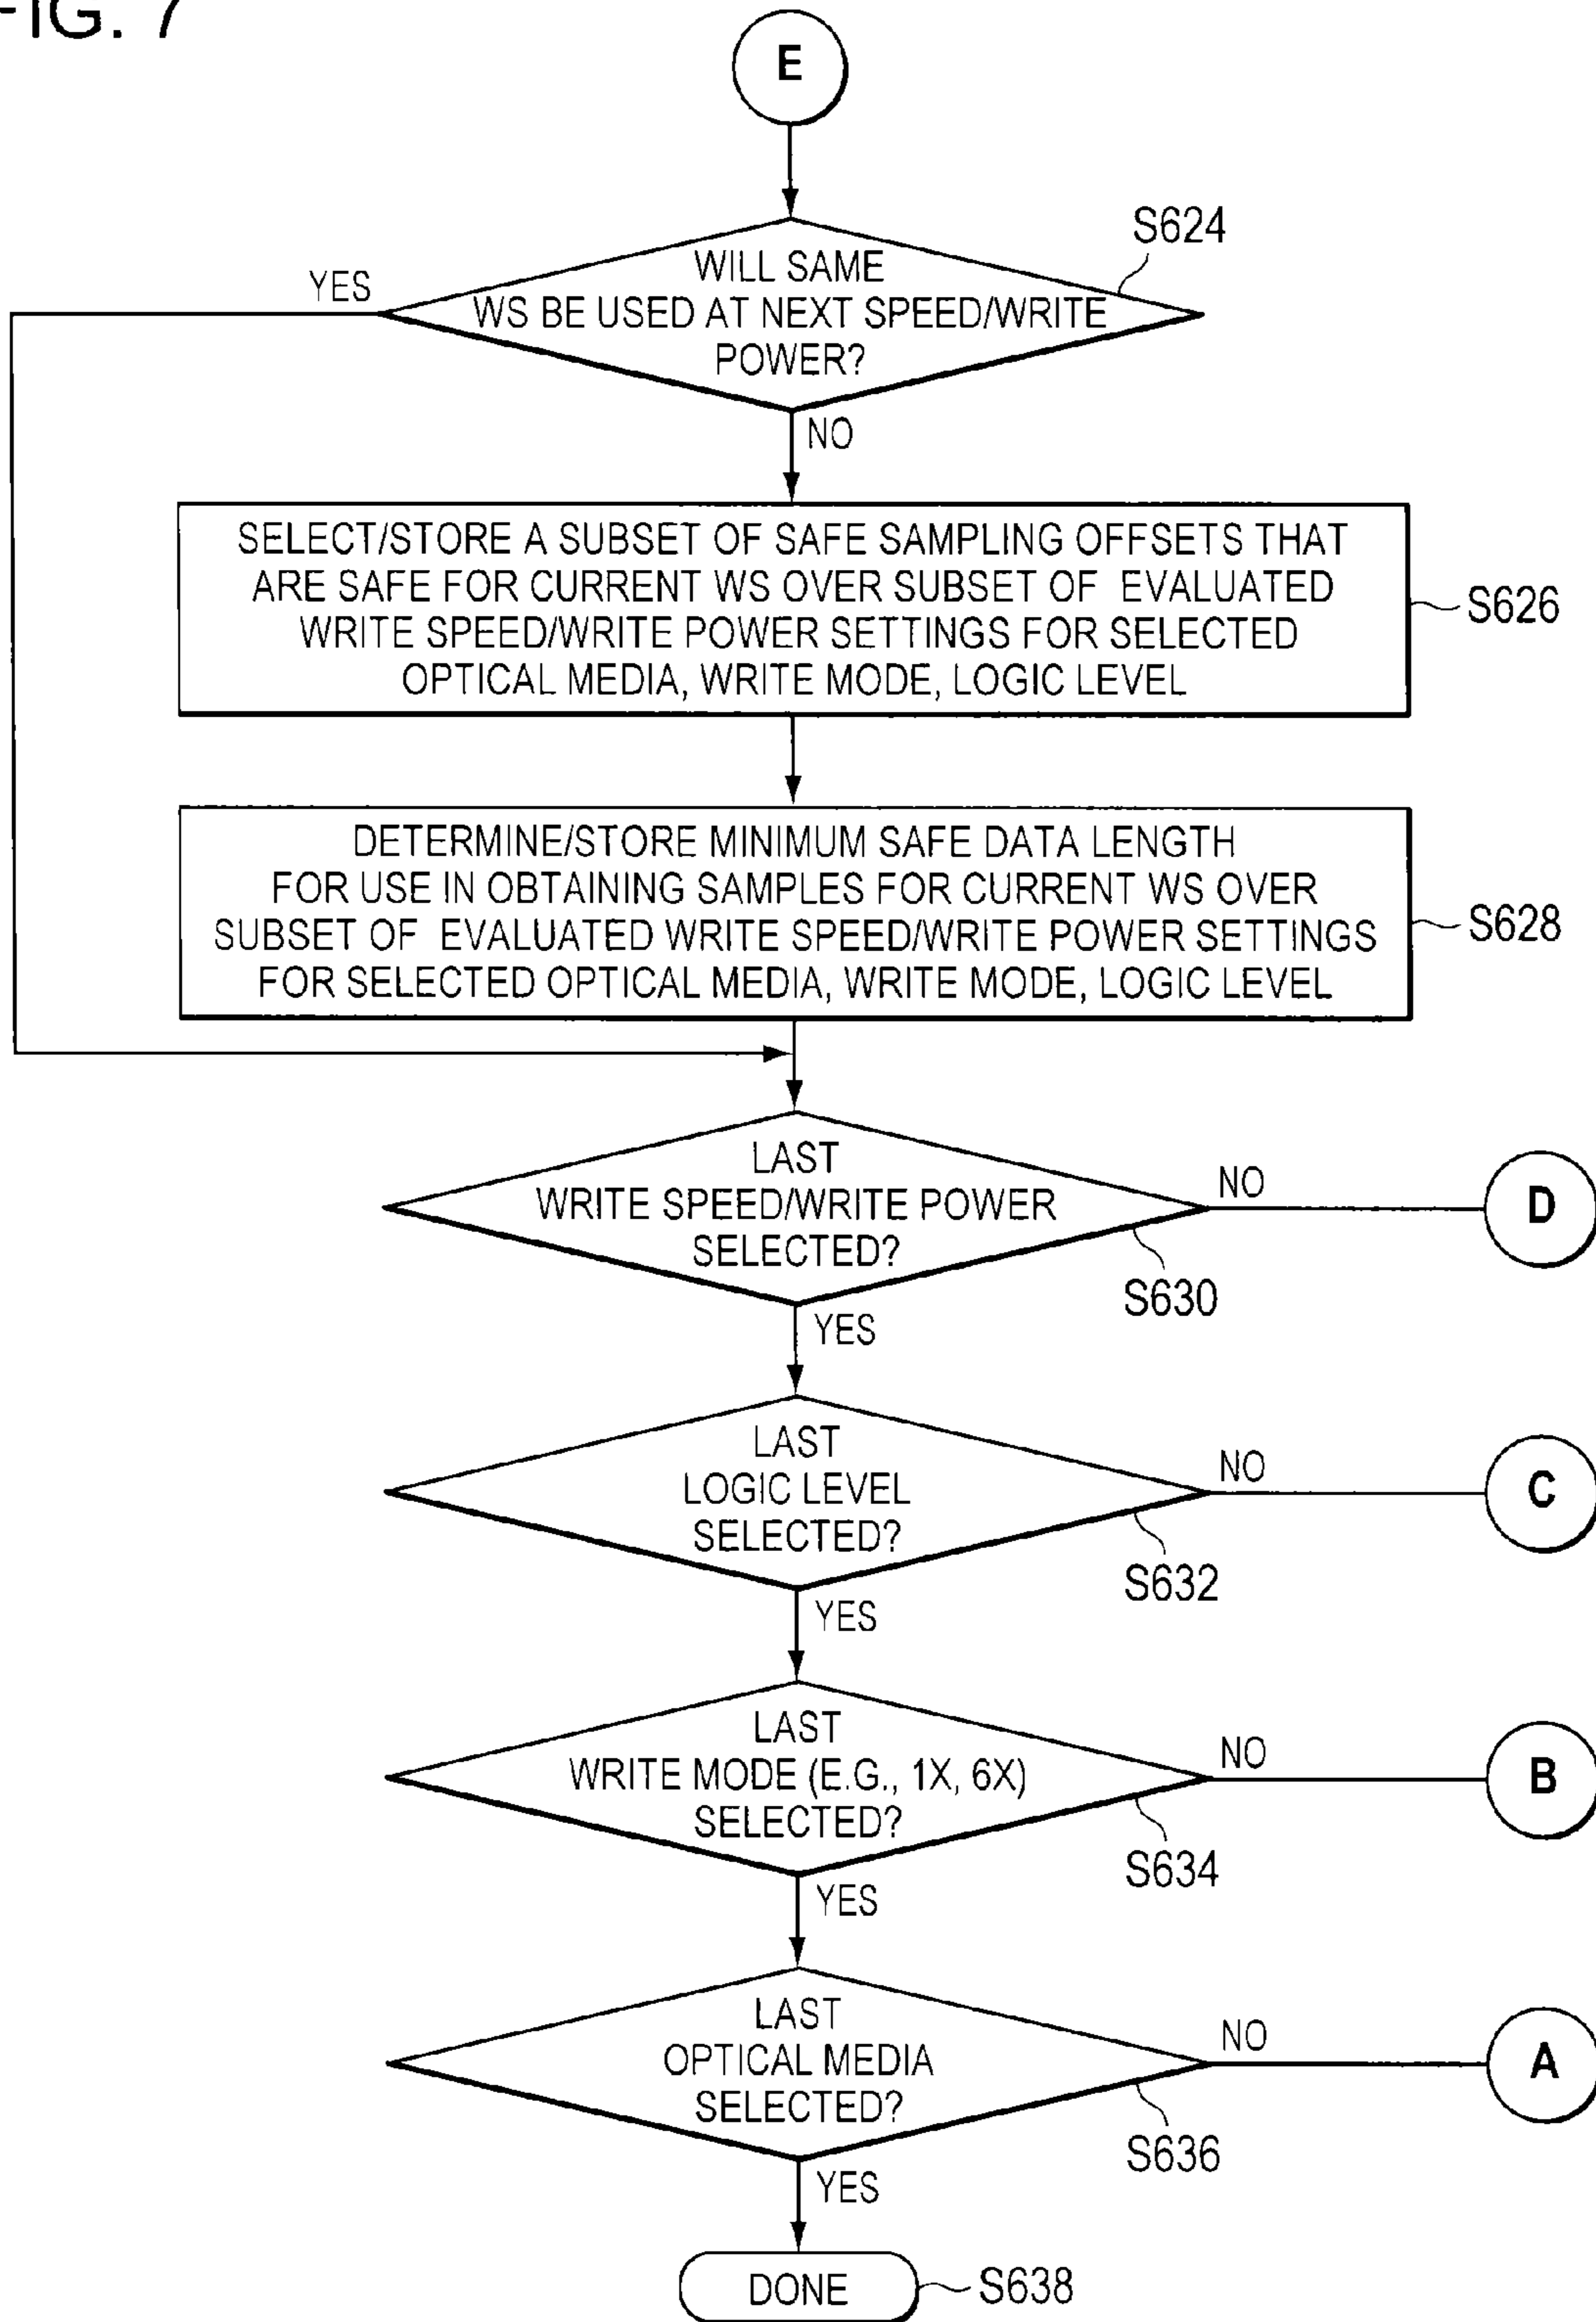 FIG. 7
E
S624
WILL SAME
YES
WS BE USED AT NEXT SPEED/WRITE
POWER?
NO
SELECT/STORE A SUBSET OF SAFE SAMPLING OFFSETS THAT
ARE SAFE FOR CURRENT WS OVER SUBSET OF EVALUATED
WRITE SPEED/WRITE POWER SETTINGS FOR SELECTED
OPTICAL MEDIA, WRITE MODE, LOGIC LEVEL
S626
DETERMINE/STORE MINIMUM SAFE DATA LENGTH
FOR USE IN OBTAINING SAMPLES FOR CURRENT WS OVER
SUBSET OF EVALUATED WRITE SPEED/WRITE POWER SETTINGS
FOR SELECTED OPTICAL MEDIA, WRITE MODE, LOGIC LEVEL
S628
LAST
WRITE SPEED/WRITE POWER
SELECTED?
NO
D
S630
YES
LAST
LOGIC LEVEL
SELECTED?
NO
C
S632
YES
LAST
WRITE MODE (E.G., 1X, 6X)
SELECTED?
NO
B
S634
YES
LAST
OPTICAL MEDIA
SELECTED?
NO
A
S636
YES
DONE
S638